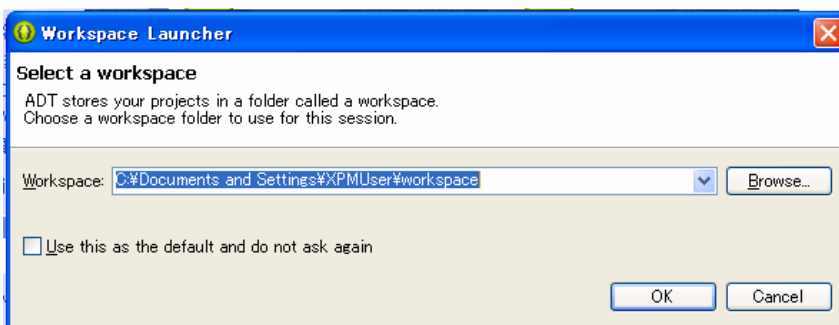 Workspace Launcher
Select a workspace
ADT stores your projects in a folder called a workspace.
Choose a workspace folder to use for this session.
Workspace: C:¥Documents and Settings¥XPMUser¥workspace Browse...
Use this as the default and do not ask again
OK Cancel